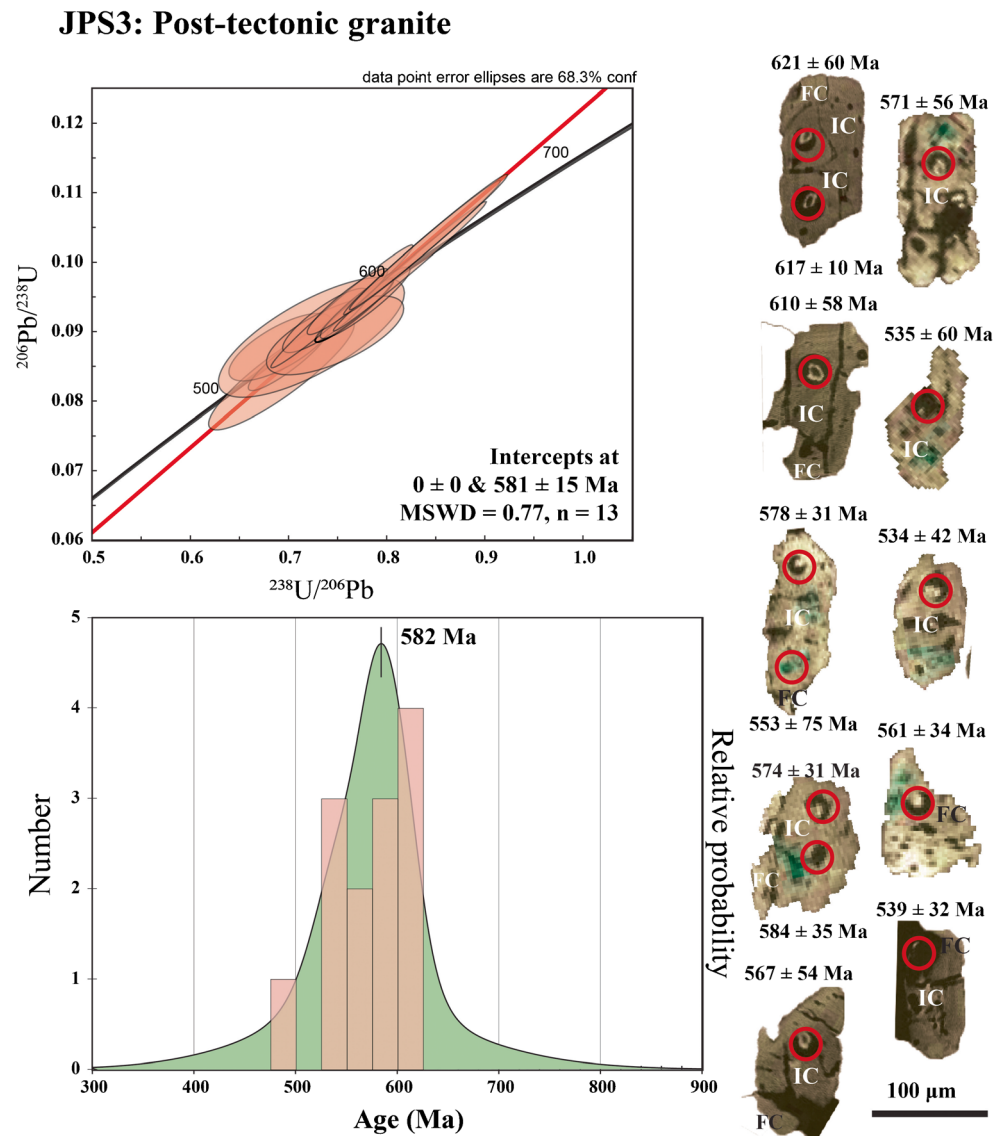 JPS3: Post-tectonic granite
data point error ellipses are 68.3% conf
0.12
0.11
0.10
0.09
0.08
0.07
0.06
206Pb/238U
700
600
500
Intercepts at
0 ± 0 & 581 ± 15 Ma
MSWD = 0.77, n = 13
0.5 0.6 0.7 0.8 0.9 1.0
238U/206Pb
5
4
3
2
1
0
Number
582 Ma
Relative probability
300 500 600 700 800 900
Age (Ma)
621 ± 60 Ma
FC
IC
IC
617 ± 10 Ma
571 ± 56 Ma
IC
610 ± 58 Ma
IC
FC
535 ± 60 Ma
IC
578 ± 31 Ma
IC
FC
553 ± 75 Ma
534 ± 42 Ma
IC
574 ± 31 Ma
IC
FC
584 ± 35 Ma
561 ± 34 Ma
FC
567 ± 54 Ma
IC
FC
539 ± 32 Ma
FC
IC
100 µm